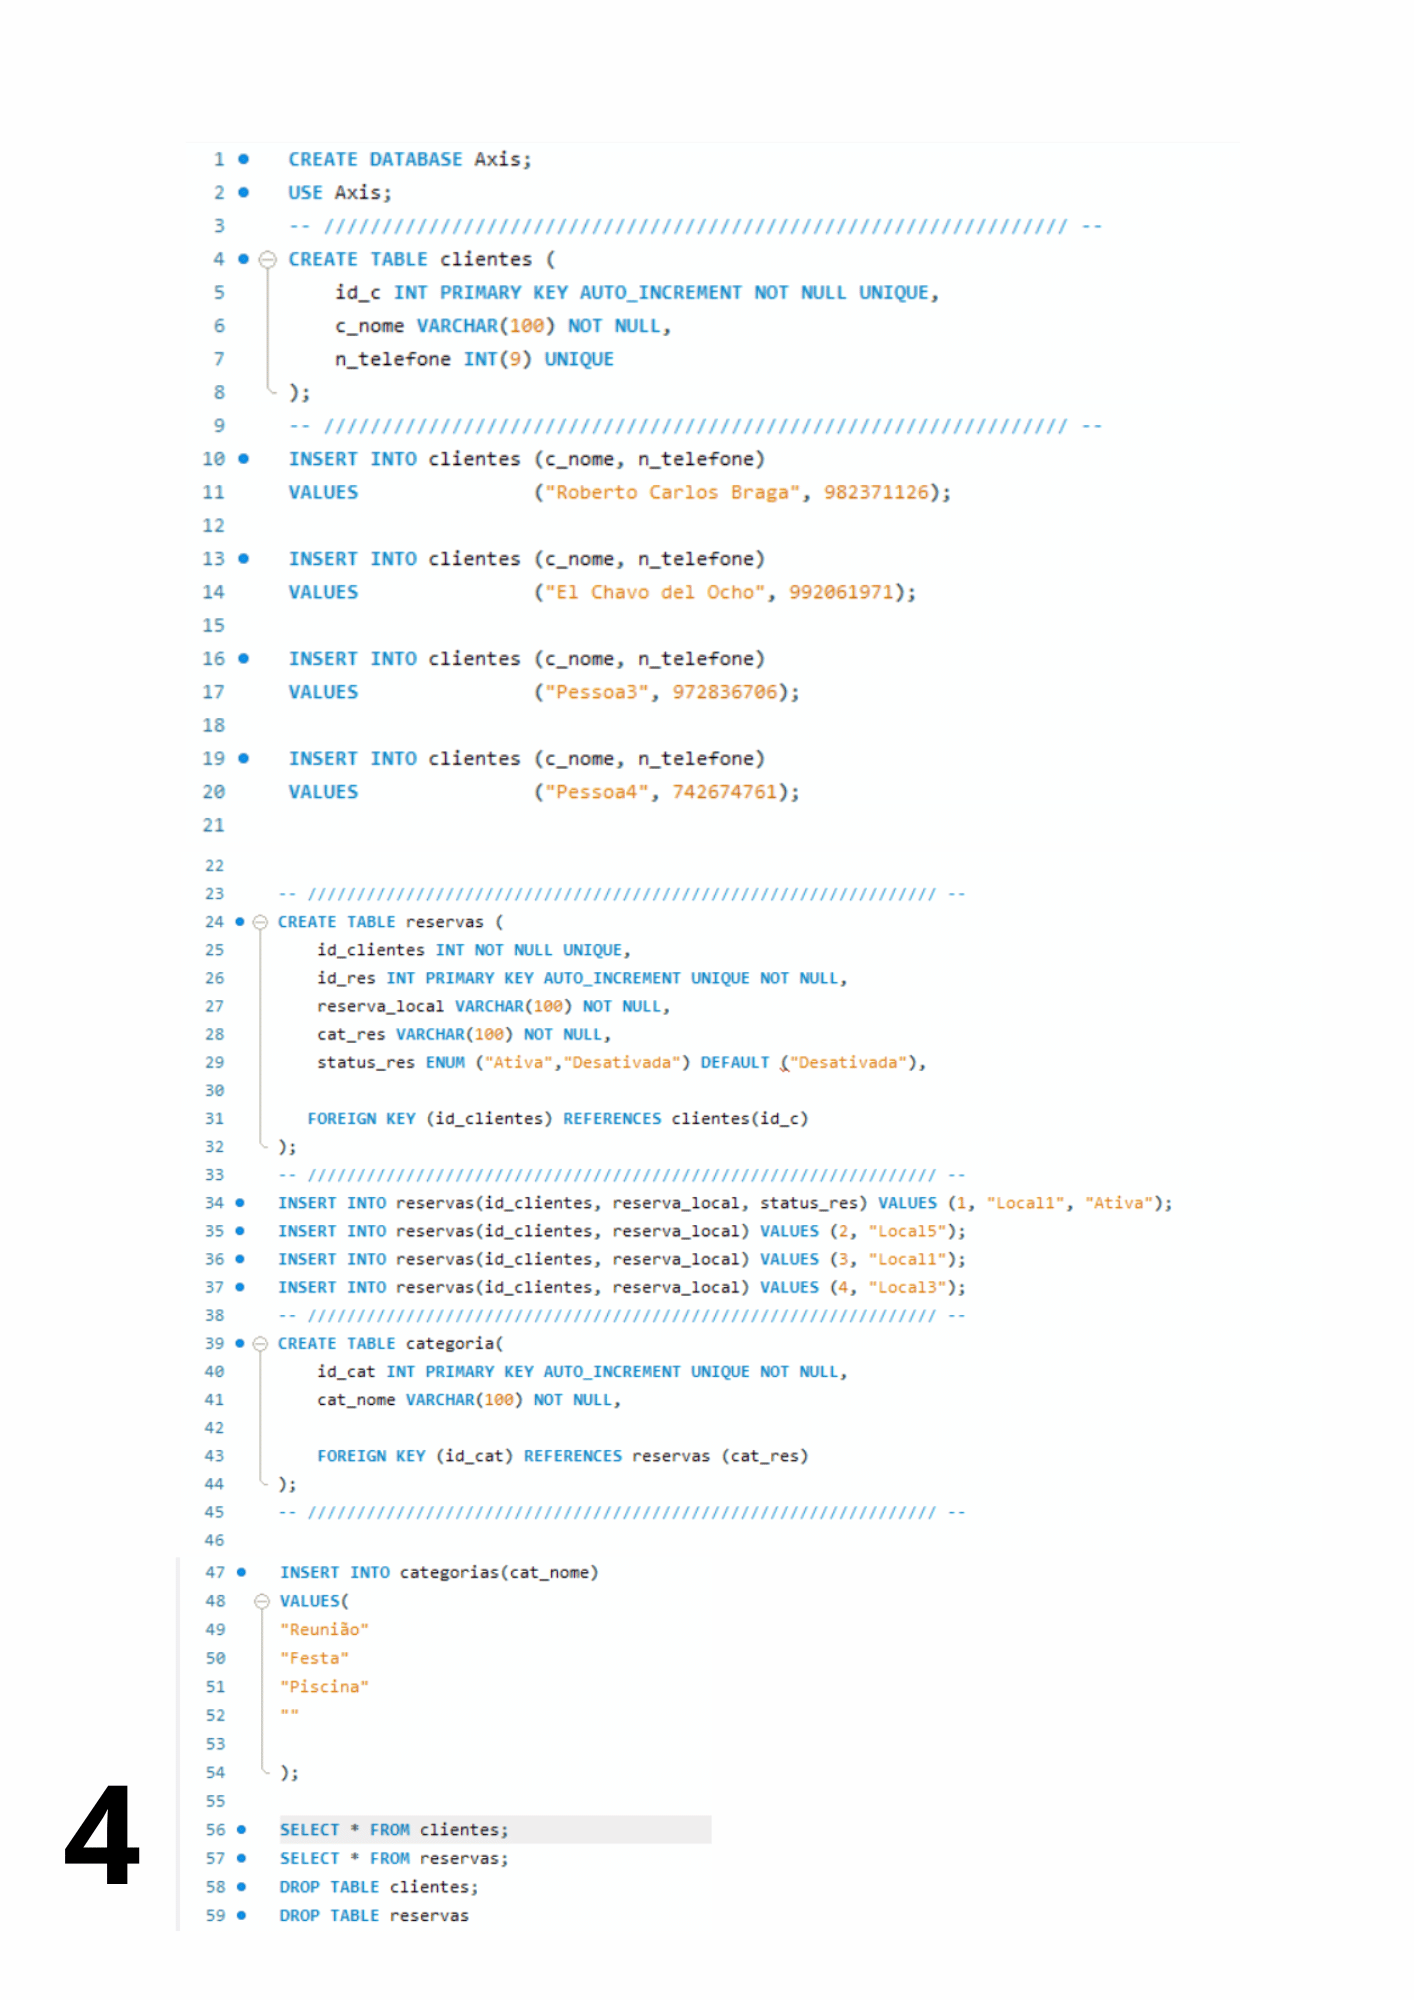 1 CREATE DATABASE Axis;
2 USE Axis;
3 -- //////////////////////////////////////////////////////////////// --
4 CREATE TABLE clientes (
5 id_c INT PRIMARY KEY AUTO_INCREMENT NOT NULL UNIQUE,
6 c_nome VARCHAR(100) NOT NULL,
7 n_telefone INT(9) UNIQUE
8 );
9 -- //////////////////////////////////////////////////////////////// --
10 INSERT INTO clientes (c_nome, n_telefone)
11 VALUES ("Roberto Carlos Braga", 982371126);
12
13 INSERT INTO clientes (c_nome, n_telefone)
14 VALUES ("El Chavo del Ocho", 992061971);
15
16 INSERT INTO clientes (c_nome, n_telefone)
17 VALUES ("Pessoa3", 972836706);
18
19 INSERT INTO clientes (c_nome, n_telefone)
20 VALUES ("Pessoa4", 742674761);
21
22
23 -- //////////////////////////////////////////////////////////////// --
24 CREATE TABLE reservas (
25 id_clientes INT NOT NULL UNIQUE,
26 id_res INT PRIMARY KEY AUTO_INCREMENT UNIQUE NOT NULL,
27 reserva_local VARCHAR(100) NOT NULL,
28 cat_res VARCHAR(100) NOT NULL,
29 status_res ENUM ("Ativa","Desativada") DEFAULT ("Desativada"),
30
31 FOREIGN KEY (id_clientes) REFERENCES clientes(id_c)
32 );
33 -- //////////////////////////////////////////////////////////////// --
34 INSERT INTO reservas(id_clientes, reserva_local, status_res) VALUES (1, "Local1", "Ativa");
35 INSERT INTO reservas(id_clientes, reserva_local) VALUES (2, "Local5");
36 INSERT INTO reservas(id_clientes, reserva_local) VALUES (3, "Local1");
37 INSERT INTO reservas(id_clientes, reserva_local) VALUES (4, "Local3");
38 -- //////////////////////////////////////////////////////////////// --
39 CREATE TABLE categoria(
40 id_cat INT PRIMARY KEY AUTO_INCREMENT UNIQUE NOT NULL,
41 cat_nome VARCHAR(100) NOT NULL,
42
43 FOREIGN KEY (id_cat) REFERENCES reservas (cat_res)
44 );
45 -- //////////////////////////////////////////////////////////////// --
46
47 INSERT INTO categorias(cat_nome)
48 VALUES(
49 "Reunião"
50 "Festa"
51 "Piscina"
52 ""
53
54 );
55
56 SELECT * FROM clientes;
57 SELECT * FROM reservas;
58 DROP TABLE clientes;
59 DROP TABLE reservas
4